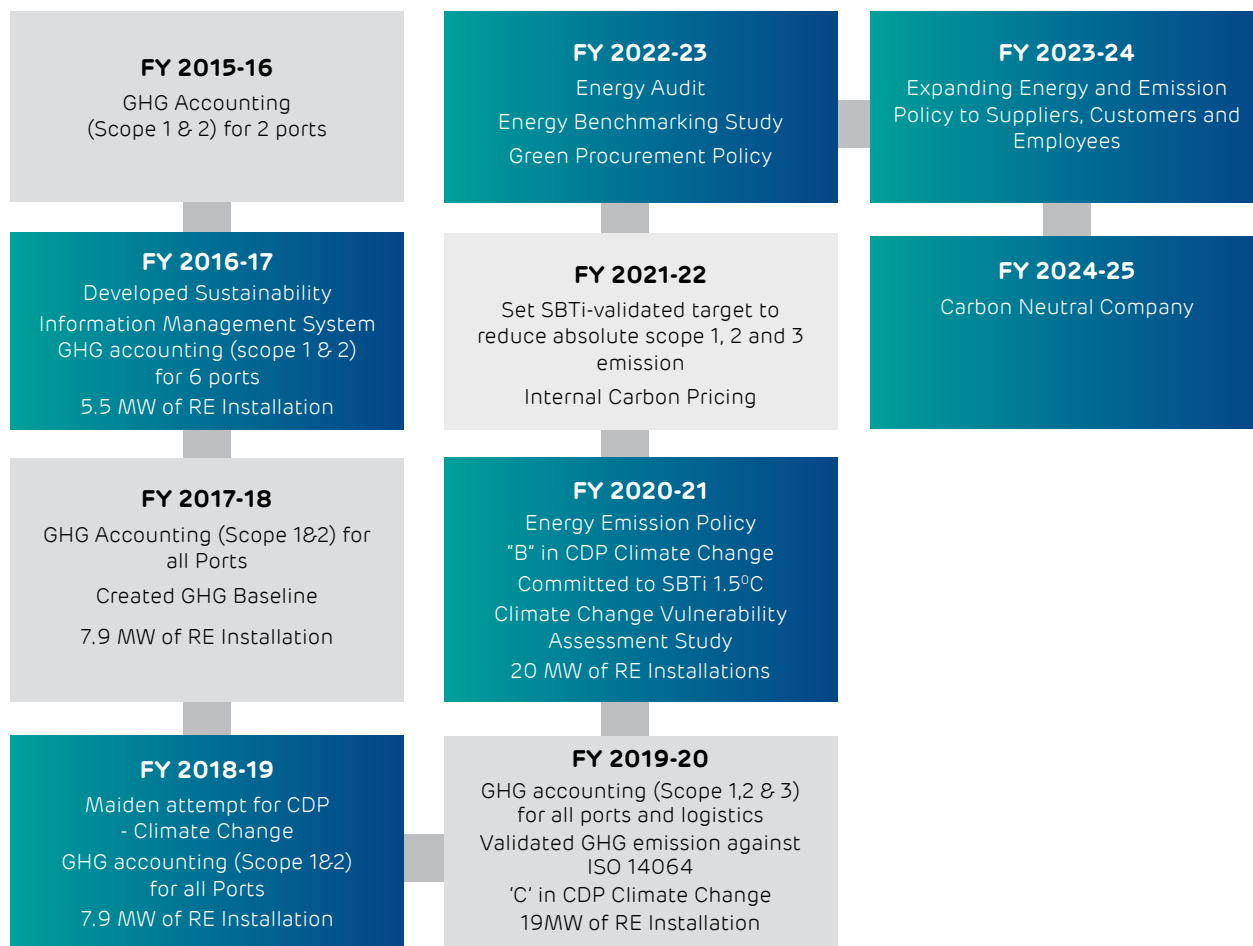 FY 2015-16
GHG Accounting
(Scope 1 & 2) for 2 ports
FY 2016-17
Developed Sustainability
Information Management System
GHG accounting (scope 1 & 2)
for 6 ports
5.5 MW of RE Installation
FY 2017-18
GHG Accounting (Scope 1&2) for
all Ports
Created GHG Baseline
7.9 MW of RE Installation
FY 2018-19
Maiden attempt for CDP
- Climate Change
GHG accounting (Scope 1&2)
for all Ports
7.9 MW of RE Installation
FY 2019-20
GHG accounting (Scope 1,2 & 3)
for all ports and logistics
Validated GHG emission against
ISO 14064
'C' in CDP Climate Change
19MW of RE Installation
FY 2020-21
Energy Emission Policy
"B" in CDP Climate Change
Committed to SBTi 1.5⁰C
Climate Change Vulnerability
Assessment Study
20 MW of RE Installations
FY 2021-22
Set SBTi-validated target to
reduce absolute scope 1, 2 and 3
emission
Internal Carbon Pricing
FY 2022-23
Energy Audit
Energy Benchmarking Study
Green Procurement Policy
FY 2023-24
Expanding Energy and Emission
Policy to Suppliers, Customers and
Employees
FY 2024-25
Carbon Neutral Company